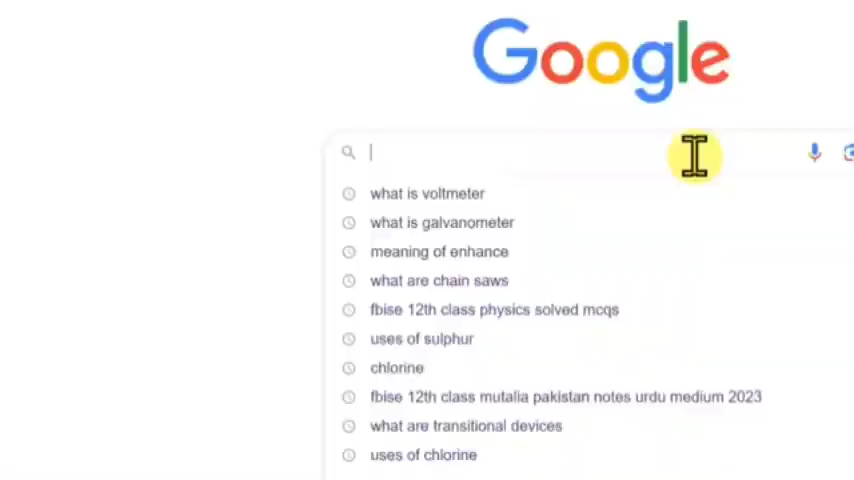 Google
what is voltmeter
what is galvanometer
meaning of enhance
what are chain saws
fbise 12th class physics solved mcqs
uses of sulphur
chlorine
fbise 12th class mutalia pakistan notes urdu medium 2023
what are transitional devices
uses of chlorine